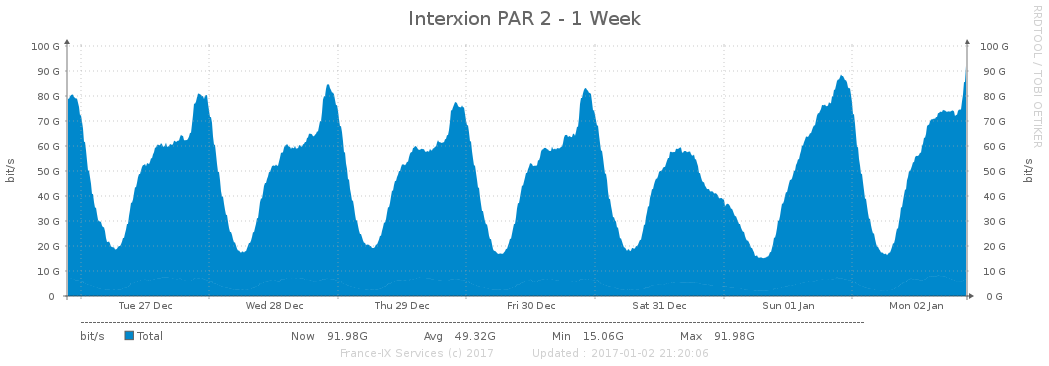 Interxion PAR 2 - 1 Week
RRDTOOL / TOBI OETIKER
bit/s
100 G
90 G
80 G
70 G
60 G
50 G
40 G
30 G
20 G
10 G
0
100 G
90 G
80 G
70 G
60 G
50 G
40 G
30 G
20 G
10 G
0 G
bit/s
Tue 27 Dec Wed 28 Dec Thu 29 Dec Fri 30 Dec Sat 31 Dec Sun 01 Jan Mon 02 Jan
bit/s Total Now 91.98G Avg 49.32G Min 15.06G Max 91.98G
France-IX Services (c) 2017 Updated : 2017-01-02 21:20:06